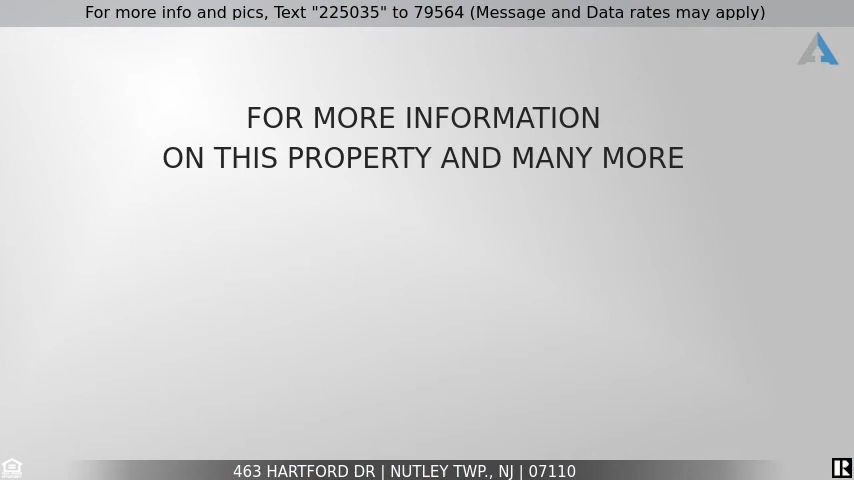 For more info and pics, Text "225035" to 79564 (Message and Data rates may apply)
FOR MORE INFORMATION
ON THIS PROPERTY AND MANY MORE
463 HARTFORD DR | NUTLEY TWP., NJ | 07110